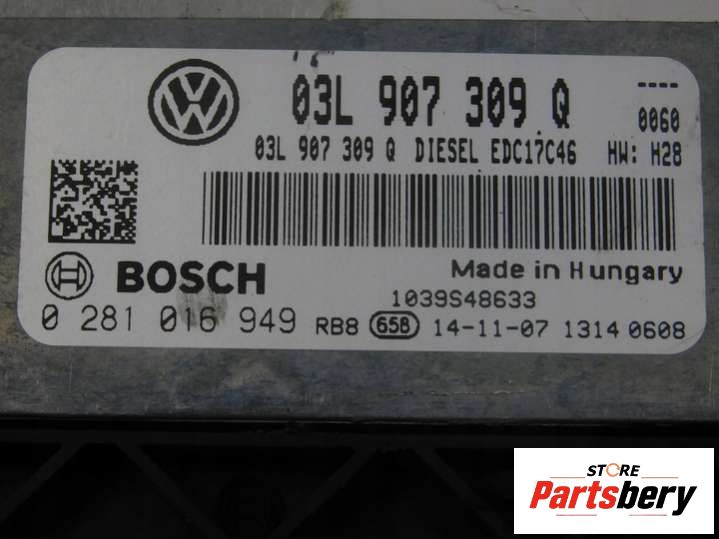 03L 907 309 Q
----
0060
03L 907 309 Q DIESEL EDC17C46 HW: H28
BOSCH
Made in Hungary
1039S48633
0 281 016 949 RB8 658 14-11-07 1314 0608
STORE
Partsbery